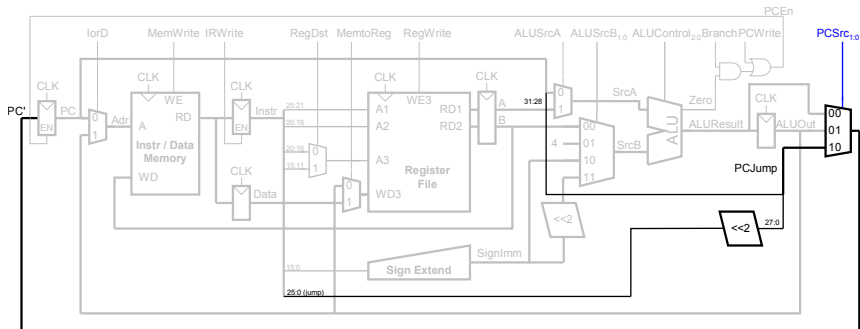 PCEn
IorD MemWrite IRWrite RegDst MemtoReg RegWrite ALUSrcA ALUSrcB1:0 ALUControl2:0 Branch PCWrite PCSrc1:0
CLK CLK CLK CLK CLK CLK
PC' PC EN
0 1 Adr
A WE RD
Instr / Data
Memory
WD
EN Instr
CLK
Data
25:21
20:16
20:16
15:11
0 1
0 1
A1 WE3 RD1
A2 RD2
A3
Register
File
WD3
A
B
31:28
0 1 SrcA
4
00
01
10
11
SrcB
ALU
Zero
ALUResult
ALUOut
00
01
10
PCJump
<<2
<<2
27:0
SignImm
15:0
Sign Extend
25:0 (jump)